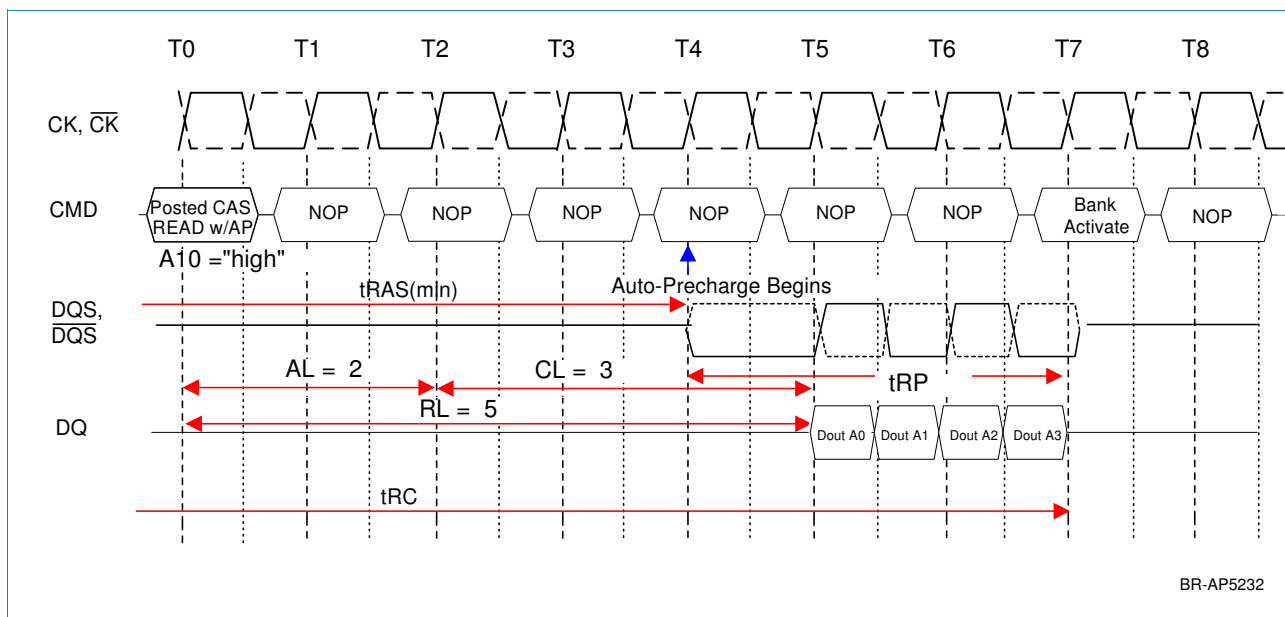 T0 T1 T2 T3 T4 T5 T6 T7 T8
CK, CK
CMD
Posted CAS
READ w/AP
NOP NOP NOP NOP NOP NOP
Bank
Activate
NOP
A10 ="high"
tRAS(min)
Auto-Precharge Begins
DQS,
DQS
AL = 2
CL = 3
tRP
RL = 5
DQ
Dout A0 Dout A1 Dout A2 Dout A3
tRC
BR-AP5232